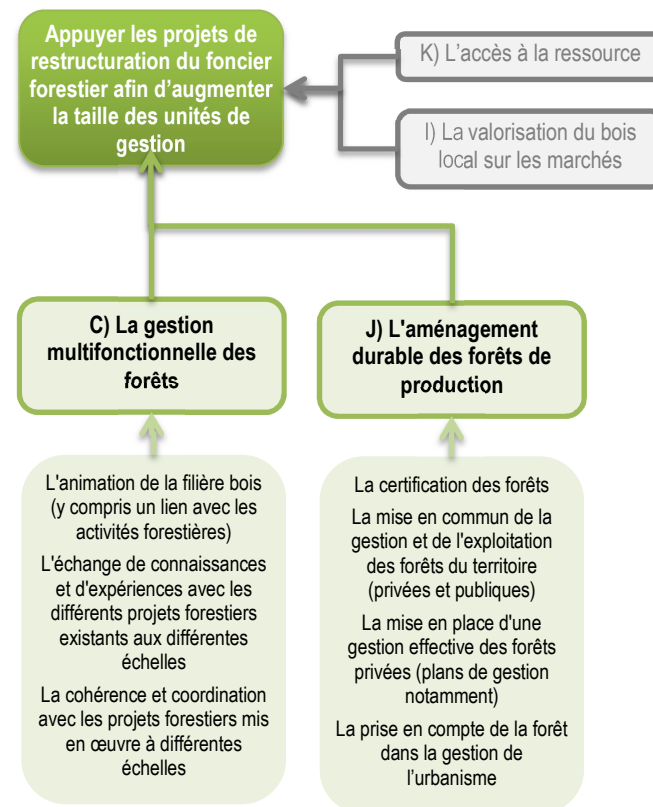 Appuyer les projets de
restructuration du foncier
forestier afin d'augmenter
la taille des unités de
gestion
K) L'accès à la ressource
I) La valorisation du bois
local sur les marchés
C) La gestion
multifonctionnelle des
forêts
J) L'aménagement
durable des forêts de
production
L'animation de la filière bois
(y compris un lien avec les
activités forestières)
L'échange de connaissances
et d'expériences avec les
différents projets forestiers
existants aux différentes
échelles
La cohérence et coordination
avec les projets forestiers mis
en œuvre à différentes
échelles
La certification des forêts
La mise en commun de la
gestion et de l'exploitation
des forêts du territoire
(privées et publiques)
La mise en place d'une
gestion effective des forêts
privées (plans de gestion
notamment)
La prise en compte de la forêt
dans la gestion de
l'urbanisme